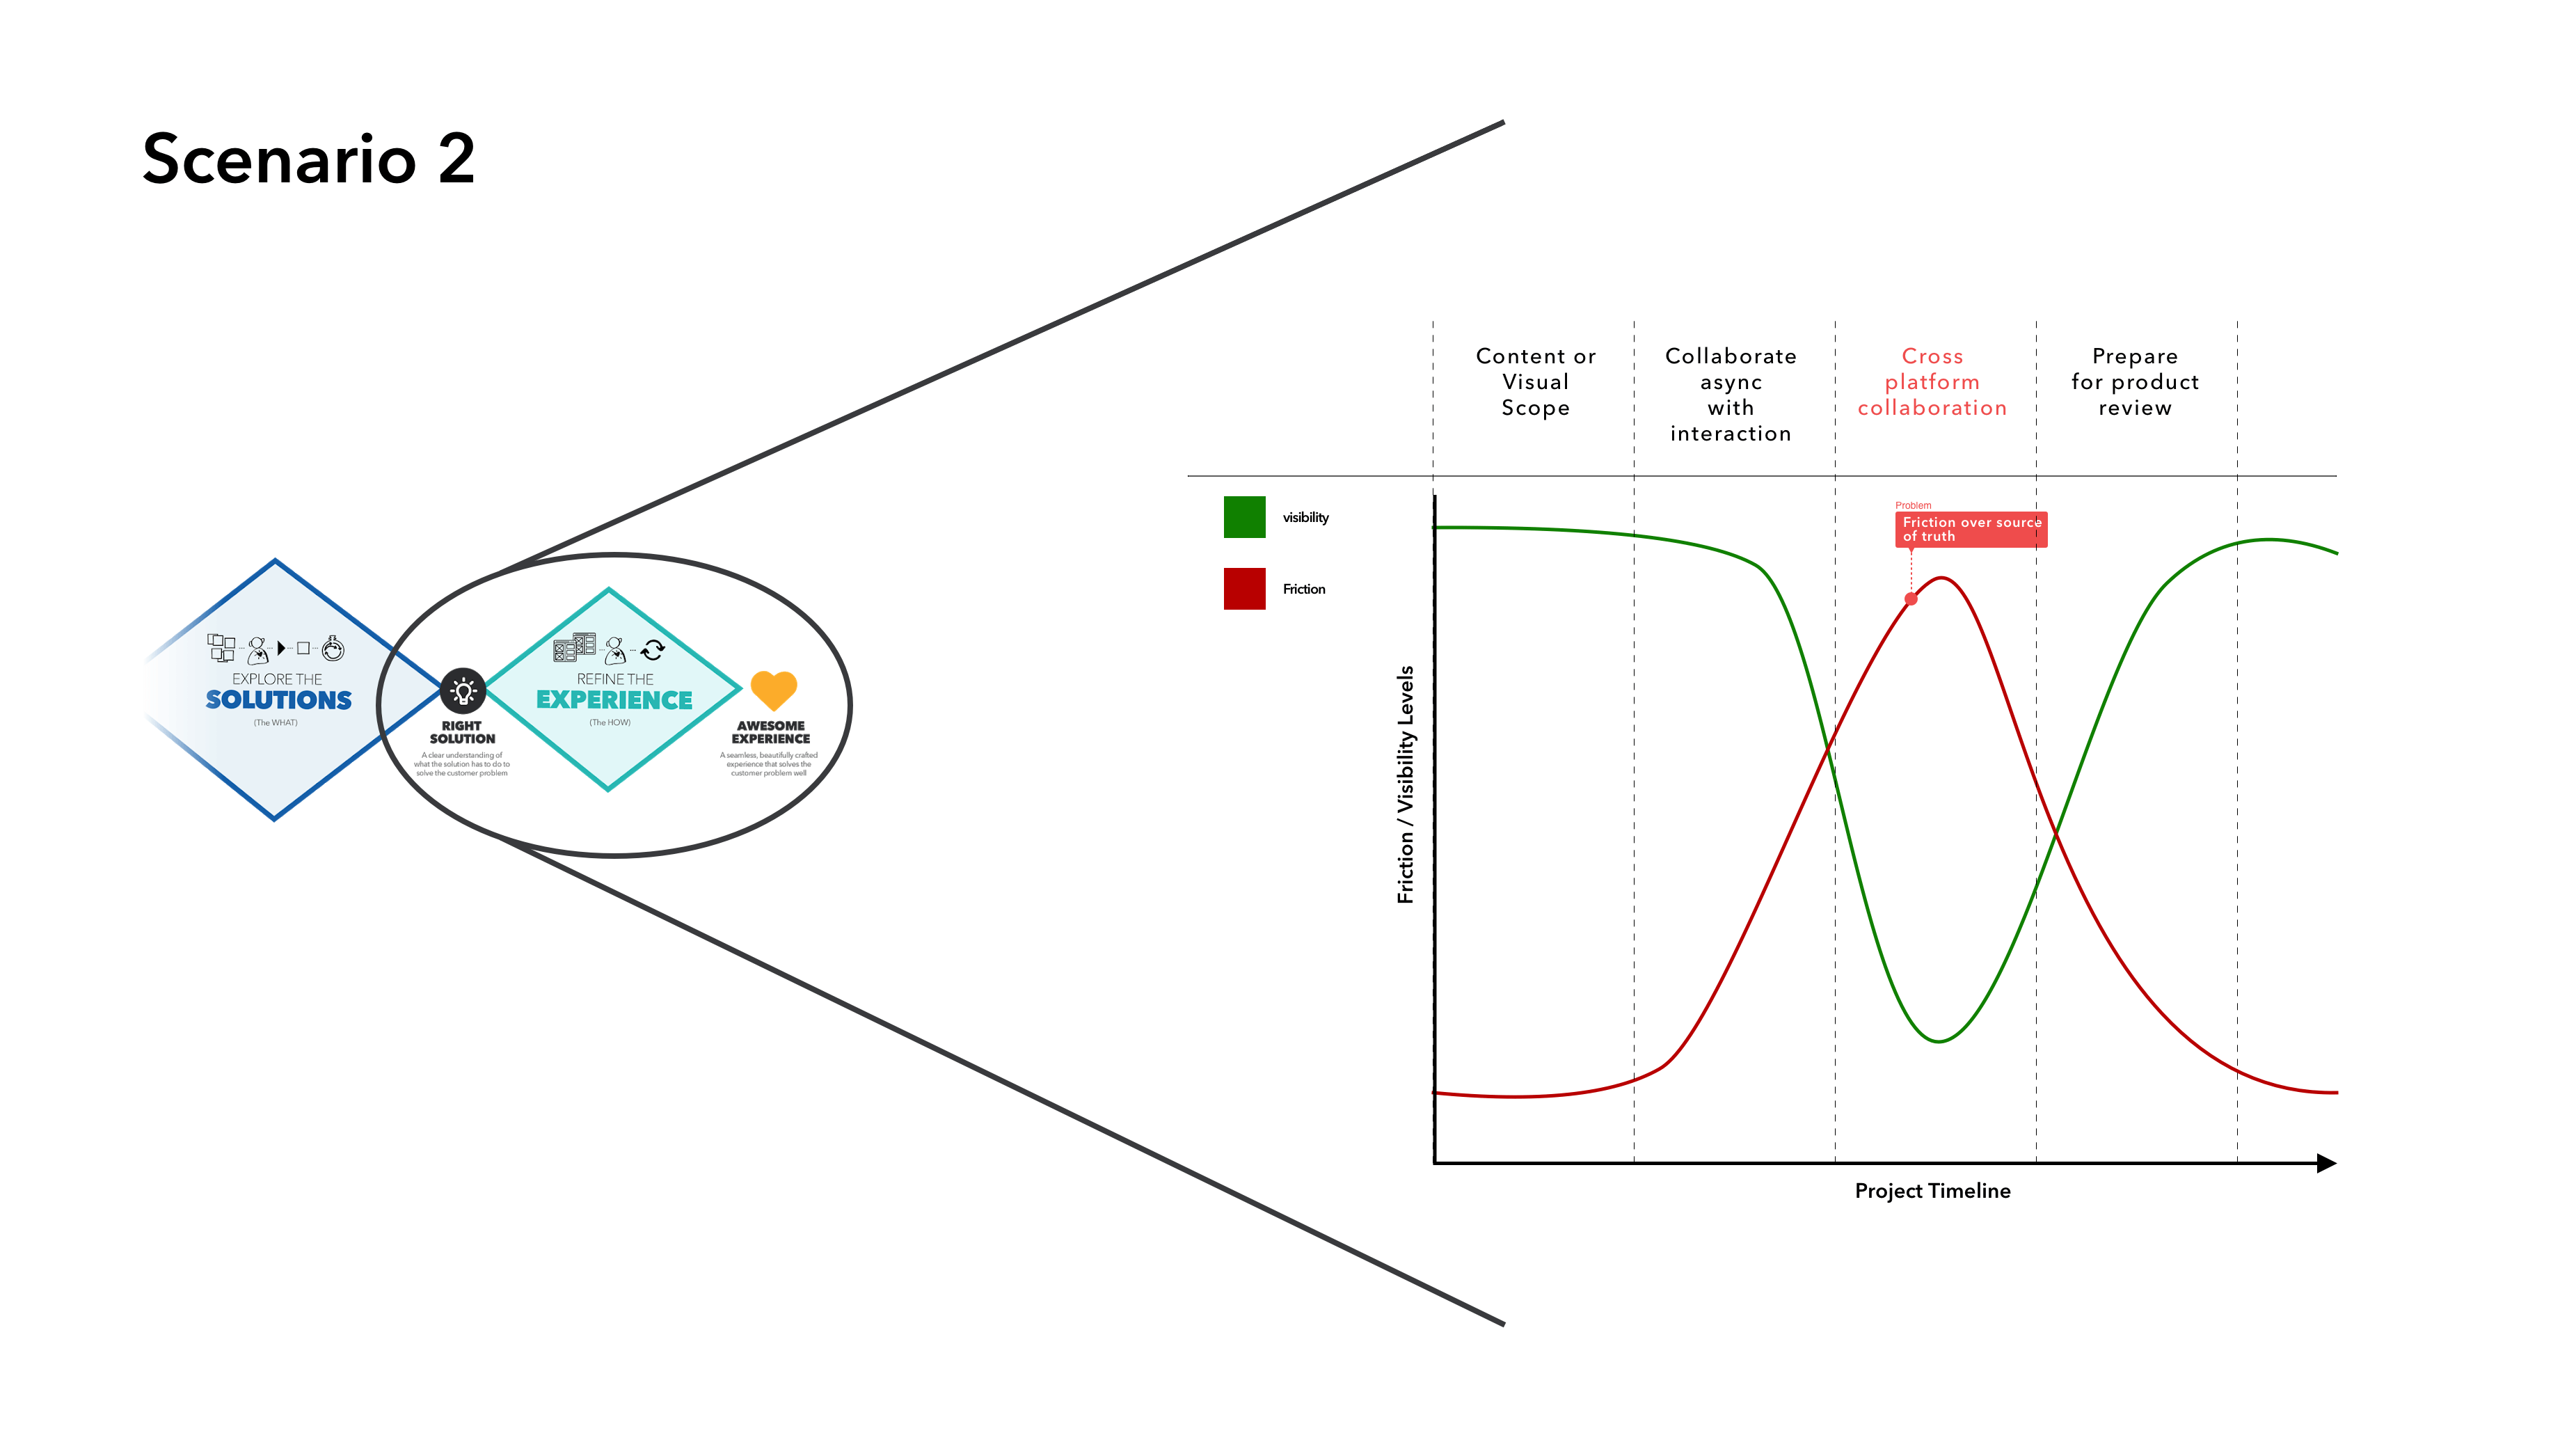 Scenario 2
EXPLORE THE
SOLUTIONS
(The WHAT)
RIGHT
SOLUTION
A clear understanding of
what the solution has to do to
solve the customer problem
REFINE THE
EXPERIENCE
(The HOW)
AWESOME
EXPERIENCE
A seamless, beautifully crafted
experience that solves the
customer problem well
Content or
Visual
Scope
Collaborate
async
with
interaction
Cross
platform
collaboration
Prepare
for product
review
visibility
Friction
Problem
Friction over source
of truth
Friction / Visibility Levels
Project Timeline